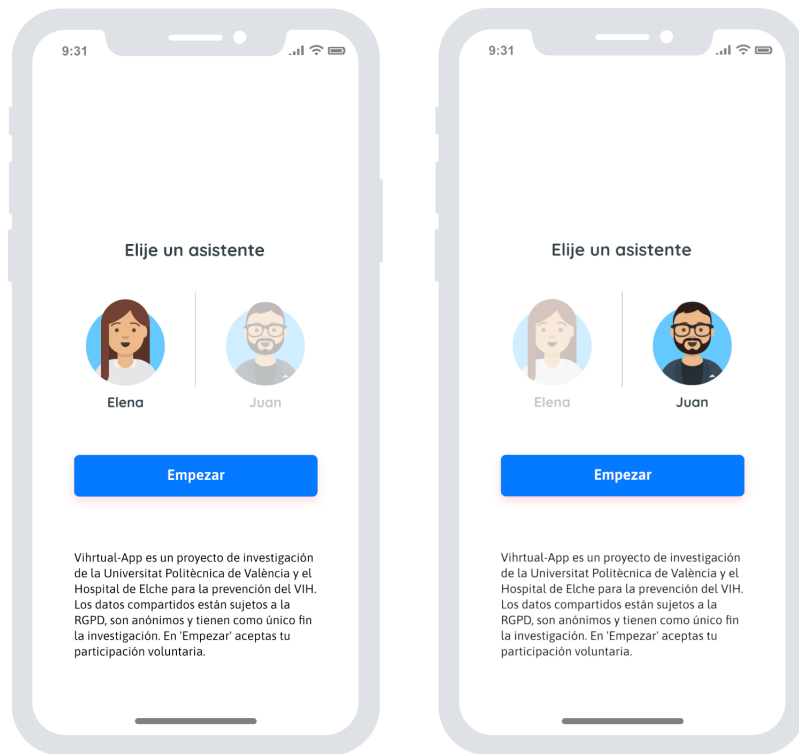 9:31
Elije un asistente
Elena
Juan
Empezar
Vihrtual-App es un proyecto de investigación
de la Universitat Politècnica de València y el
Hospital de Elche para la prevención del VIH.
Los datos compartidos están sujetos a la
RGPD, son anónimos y tienen como único fin
la investigación. En 'Empezar' aceptas tu
participación voluntaria.
9:31
Elije un asistente
Elena
Juan
Empezar
Vihrtual-App es un proyecto de investigación
de la Universitat Politècnica de València y el
Hospital de Elche para la prevención del VIH.
Los datos compartidos están sujetos a la
RGPD, son anónimos y tienen como único fin
la investigación. En 'Empezar' aceptas tu
participación voluntaria.